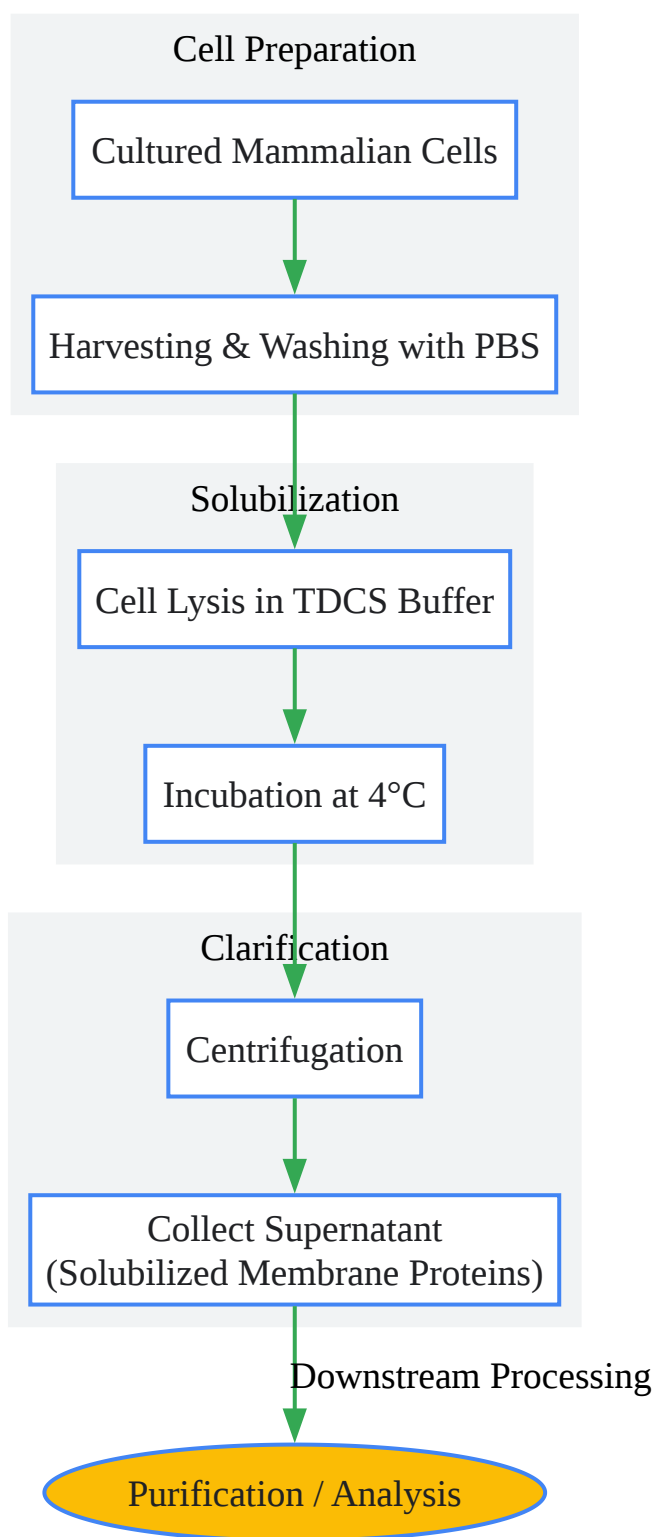 Cell Preparation
Cultured Mammalian Cells
Harvesting & Washing with PBS
Solubilization
Cell Lysis in TDCS Buffer
Incubation at 4°C
Clarification
Centrifugation
Collect Supernatant
(Solubilized Membrane Proteins)
Downstream Processing
Purification / Analysis